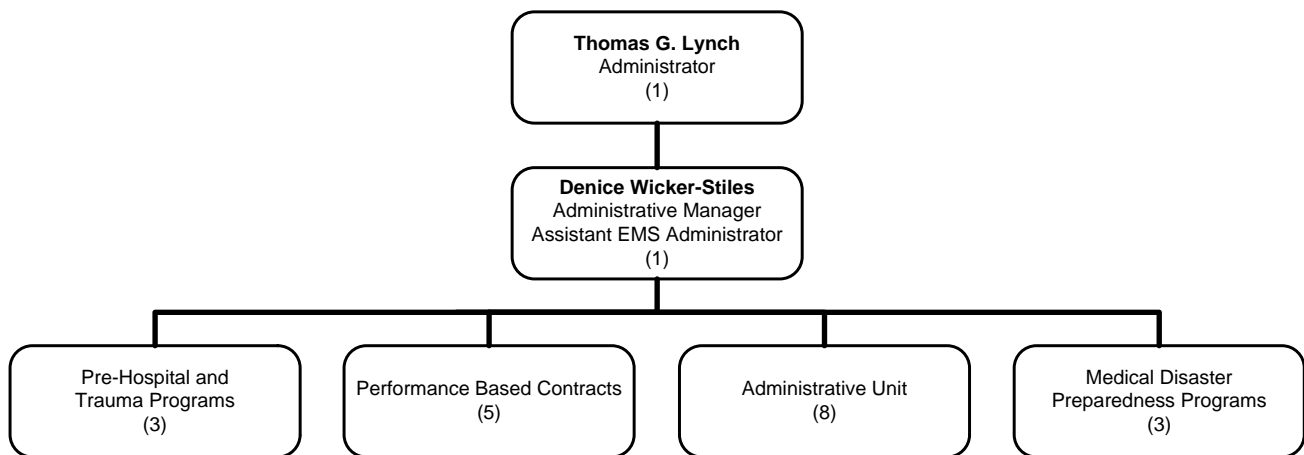 Thomas G. Lynch
Administrator
(1)
Denice Wicker-Stiles
Administrative Manager
Assistant EMS Administrator
(1)
Pre-Hospital and
Trauma Programs
(3)
Performance Based Contracts
(5)
Administrative Unit
(8)
Medical Disaster
Preparedness Programs
(3)